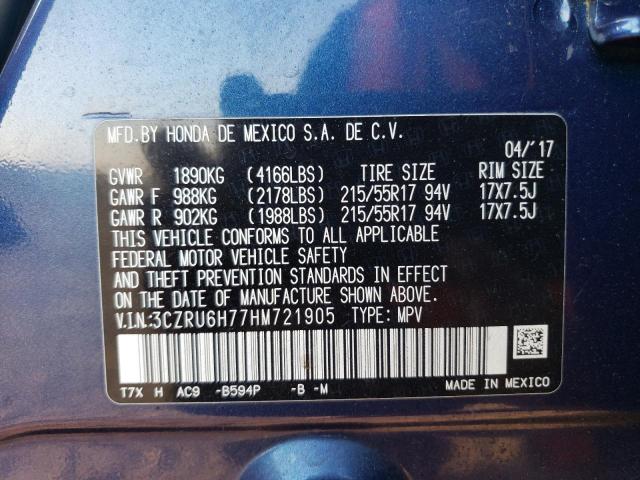 MFD.BY HONDA DE MEXICO S.A. DE C.V.
04/'17
GVWR 1890KG (4166LBS) TIRE SIZE RIM SIZE
GAWR F 988KG (2178LBS) 215/55R17 94V 17X7.5J
GAWR R 902KG (1988LBS) 215/55R17 94V 17X7.5J
THIS VEHICLE CONFORMS TO ALL APPLICABLE
FEDERAL MOTOR VEHICLE SAFETY
AND THEFT PREVENTION STANDARDS IN EFFECT
ON THE DATE OF MANUFACTURE SHOWN ABOVE.
V.I.N.:3CZRU6H77HM721905 TYPE: MPV
T7X H AC9 -B594P -B -M MADE IN MEXICO